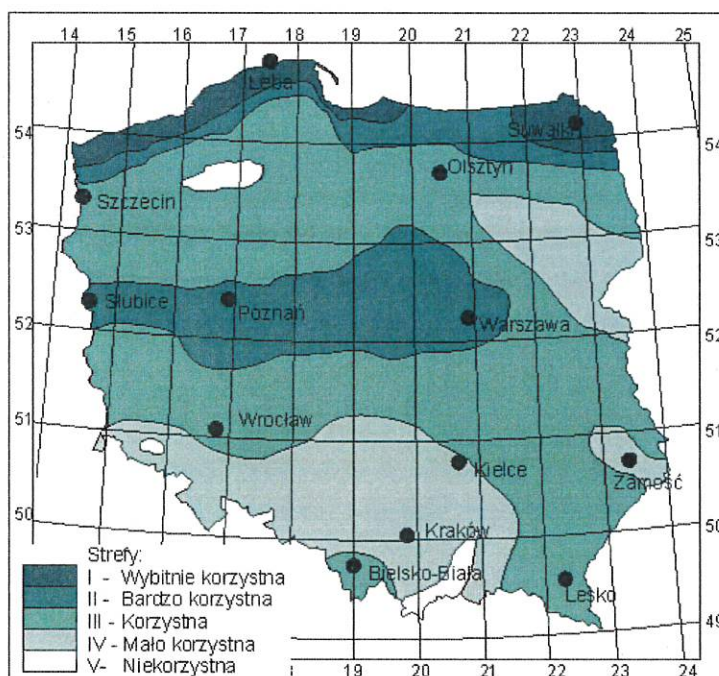 14 15 16 17 18 19 20 21 22 23 24 25
Łeba
Suwałki
54
54
Olsztyn
Szczecin
53
53
Słubice
Poznań
Warszawa
52
52
Wrocław
51
51
Kielce
Zamość
50
50
Kraków
Bielsko-Biała
Lesko
49
Strefy:
I - Wybitnie korzystna
II - Bardzo korzystna
III - Korzystna
IV - Mało korzystna
V- Niekorzystna
19 20 21 22 23 24